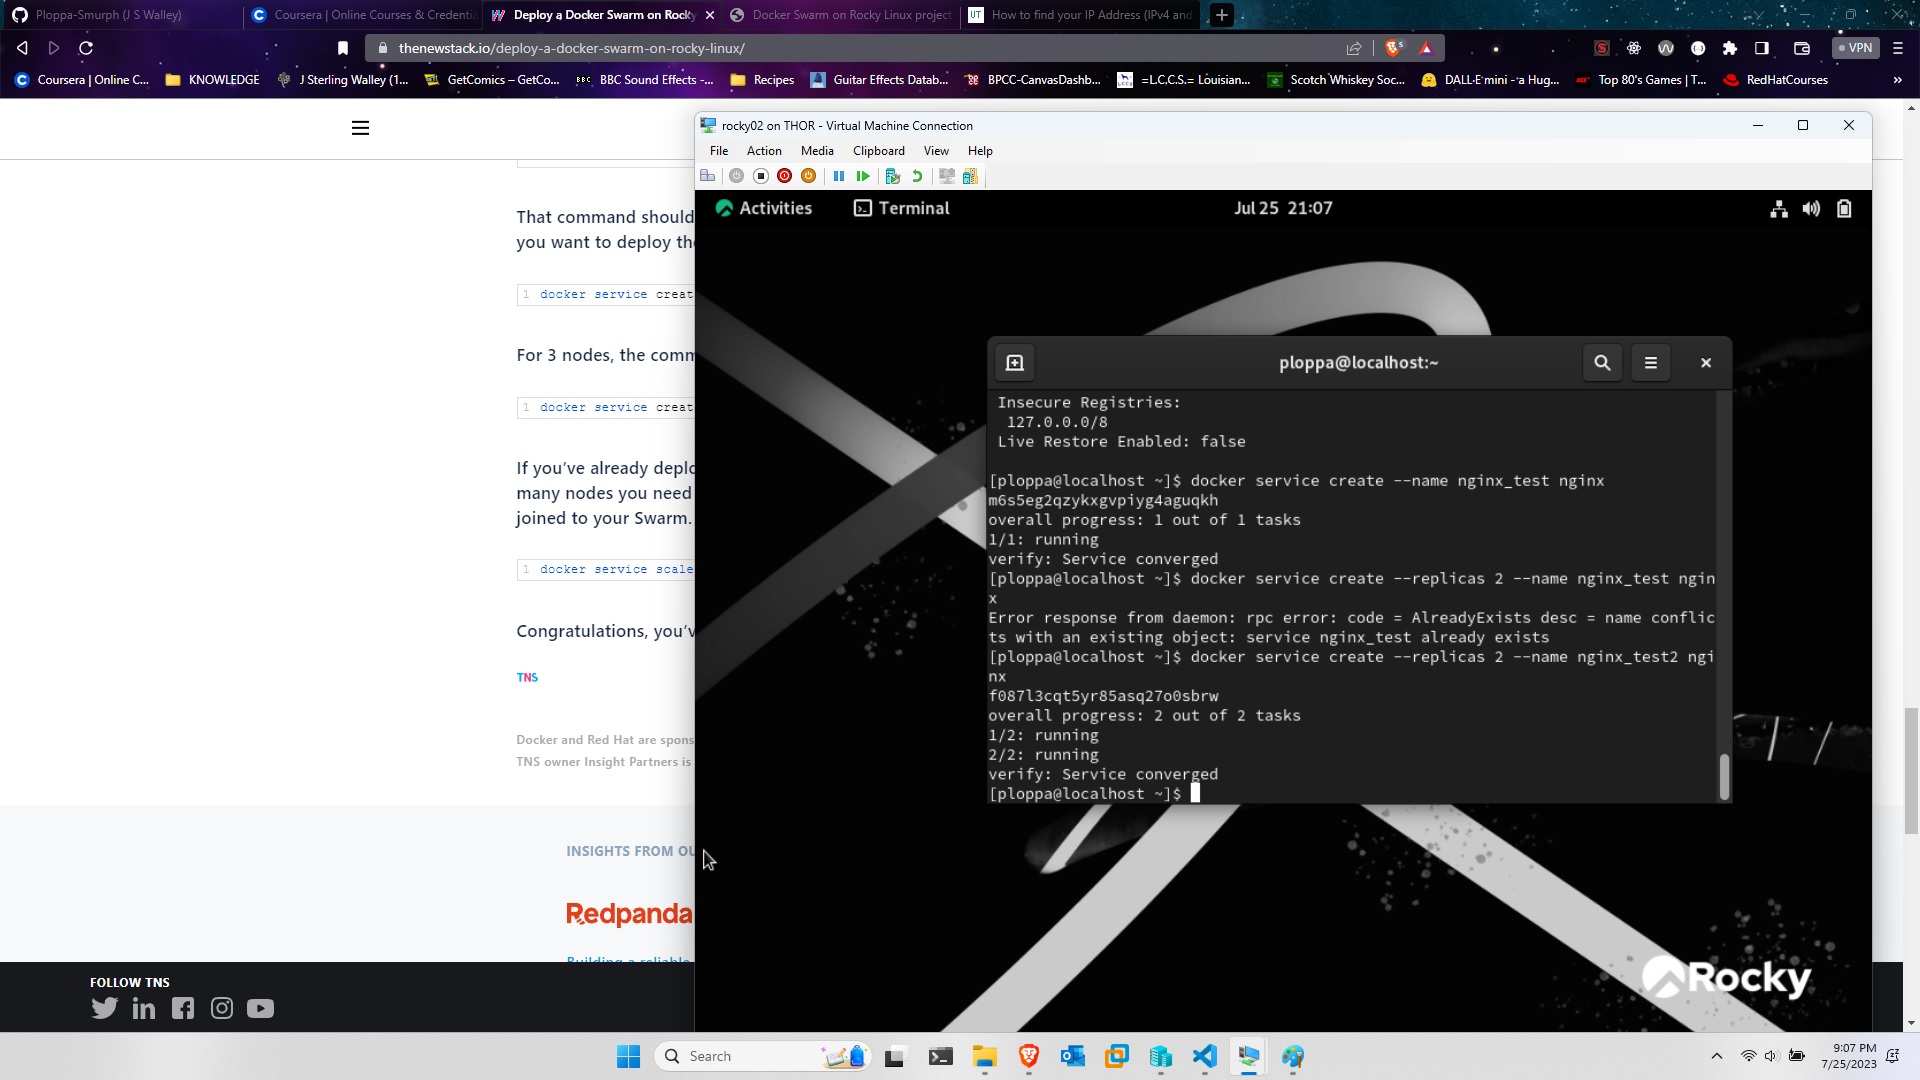 Ploppa-Smurph (J S Walley)
Coursera | Online Courses & Credentia
Deploy a Docker Swarm on Rocky
Docker Swarm on Rocky Linux project
UT How to find your IP Address (IPv4 and
thenewstack.io/deploy-a-docker-swarm-on-rocky-linux/
VPN
Coursera | Online C...
KNOWLEDGE
J Sterling Walley (1...
GetComics – GetCo...
BBC Sound Effects -...
Recipes
Guitar Effects Datab...
BPCC-CanvasDashb...
=L.C,C.S.= Louisian...
Scotch Whiskey Soc...
DALL·E mini - a Hug...
Top 80's Games | T...
RedHatCourses
That command should
you want to deploy the
1 docker service creat
For 3 nodes, the comm
1 docker service creat
If you've already deplo
many nodes you need
joined to your Swarm.
1 docker service scale
Congratulations, you'v
TNS
Docker and Red Hat are spons
TNS owner Insight Partners is
INSIGHTS FROM OU
Redpanda
Building a reliable
FOLLOW TNS
rocky02 on THOR - Virtual Machine Connection
File Action Media Clipboard View Help
Activities Terminal Jul 25 21:07
ploppa@localhost:~
Insecure Registries:
127.0.0.0/8
Live Restore Enabled: false
[ploppa@localhost ~]$ docker service create --name nginx_test nginx
m6s5eg2qzykxgvpiyg4aguqkh
overall progress: 1 out of 1 tasks
1/1: running
verify: Service converged
[ploppa@localhost ~]$ docker service create --replicas 2 --name nginx_test ngin
x
Error response from daemon: rpc error: code = AlreadyExists desc = name conflic
ts with an existing object: service nginx_test already exists
[ploppa@localhost ~]$ docker service create --replicas 2 --name nginx_test2 ngi
nx
f087l3cqt5yr85asq27o0sbrw
overall progress: 2 out of 2 tasks
1/2: running
2/2: running
verify: Service converged
[ploppa@localhost ~]$
Rocky
Search
9:07 PM
7/25/2023